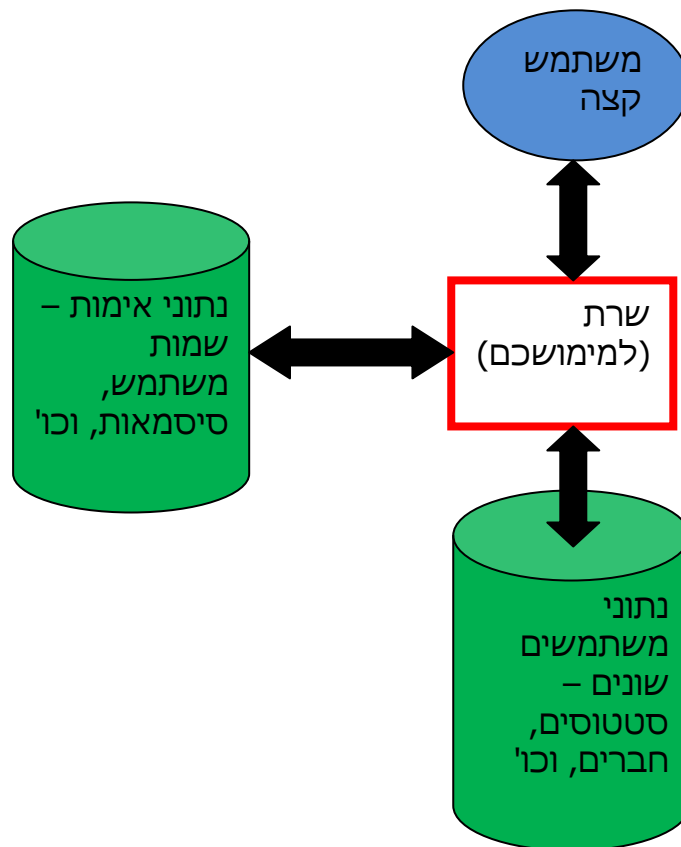 משתמש
קצה
שרת
(למימושכם)
נתוני אימות –
שמות
משתמש,
סיסמאות, וכו'
נתוני
משתמשים
שונים –
סטטוסים,
חברים, וכו'